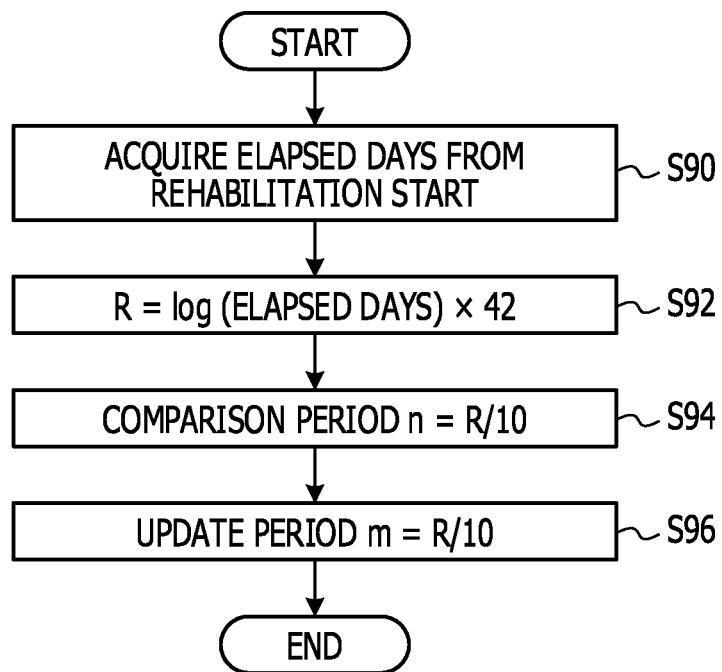 START
ACQUIRE ELAPSED DAYS FROM
REHABILITATION START
S90
R = log (ELAPSED DAYS) × 42
S92
COMPARISON PERIOD n = R/10
S94
UPDATE PERIOD m = R/10
S96
END